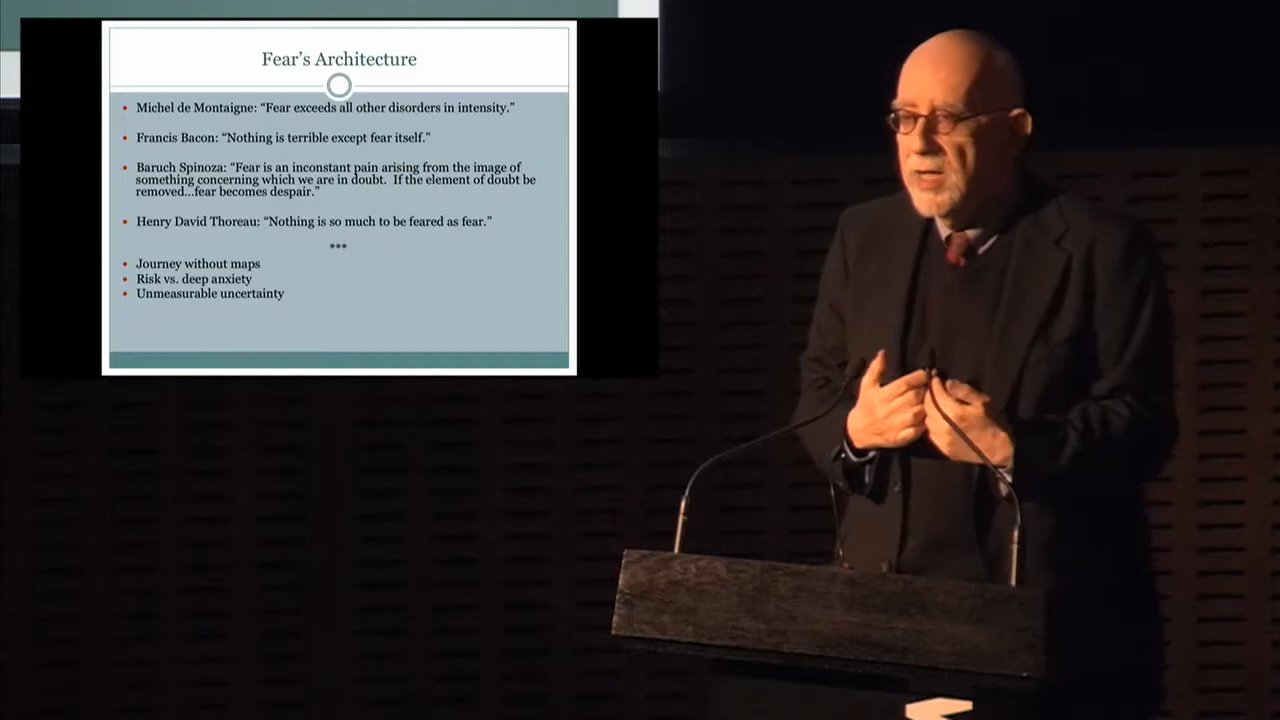 Fear’s Architecture
Michel de Montaigne: “Fear exceeds all other disorders in intensity.”
Francis Bacon: “Nothing is terrible except fear itself.”
Baruch Spinoza: “Fear is an inconstant pain arising from the image of
something concerning which we are in doubt.  If the element of doubt be
removed...fear becomes despair.”
Henry David Thoreau: “Nothing is so much to be feared as fear.”
***
Journey without maps
Risk vs. deep anxiety
Unmeasurable uncertainty